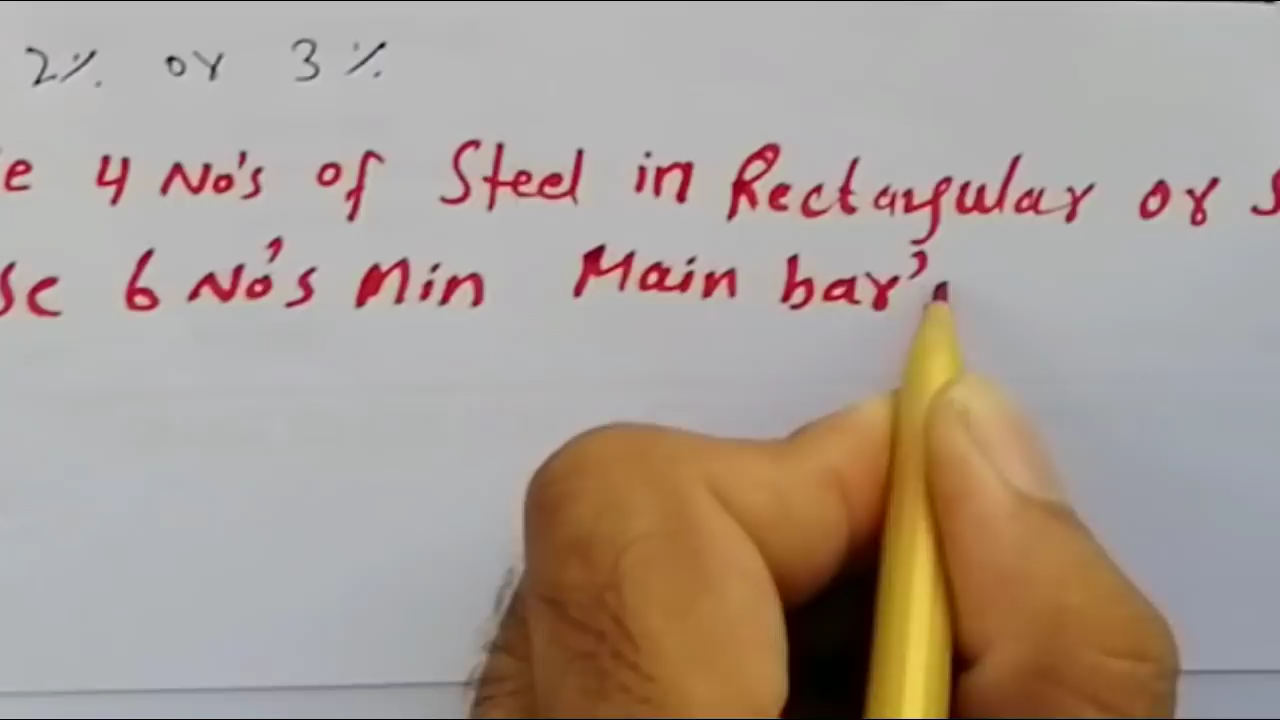 2% or 3%
e 4 No's of Steel in Rectangular or S
se 6 No's Min Main bar's